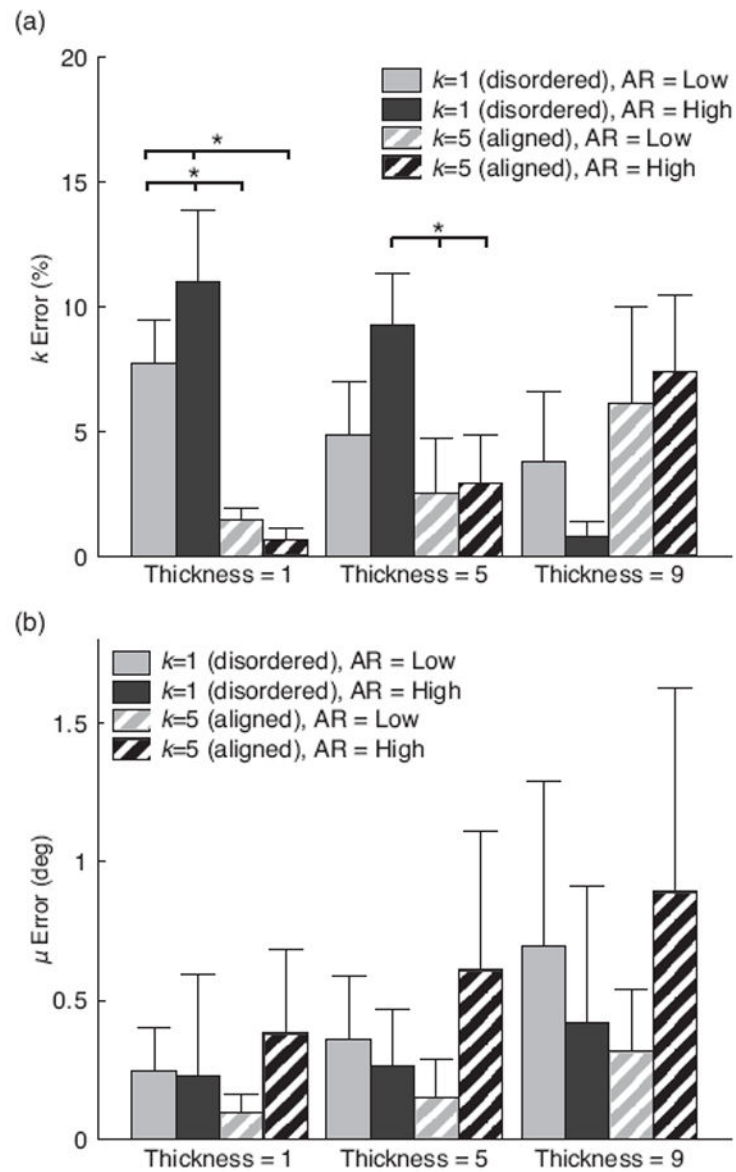 (a)
20
15
10
5
0
k Error (%)
k=1 (disordered), AR = Low
k=1 (disordered), AR = High
k=5 (aligned), AR = Low
k=5 (aligned), AR = High
*
*
*
Thickness = 1
Thickness = 5
Thickness = 9
(b)
k=1 (disordered), AR = Low
k=1 (disordered), AR = High
k=5 (aligned), AR = Low
k=5 (aligned), AR = High
1.5
1
0.5
0
μ Error (deg)
Thickness = 1
Thickness = 5
Thickness = 9